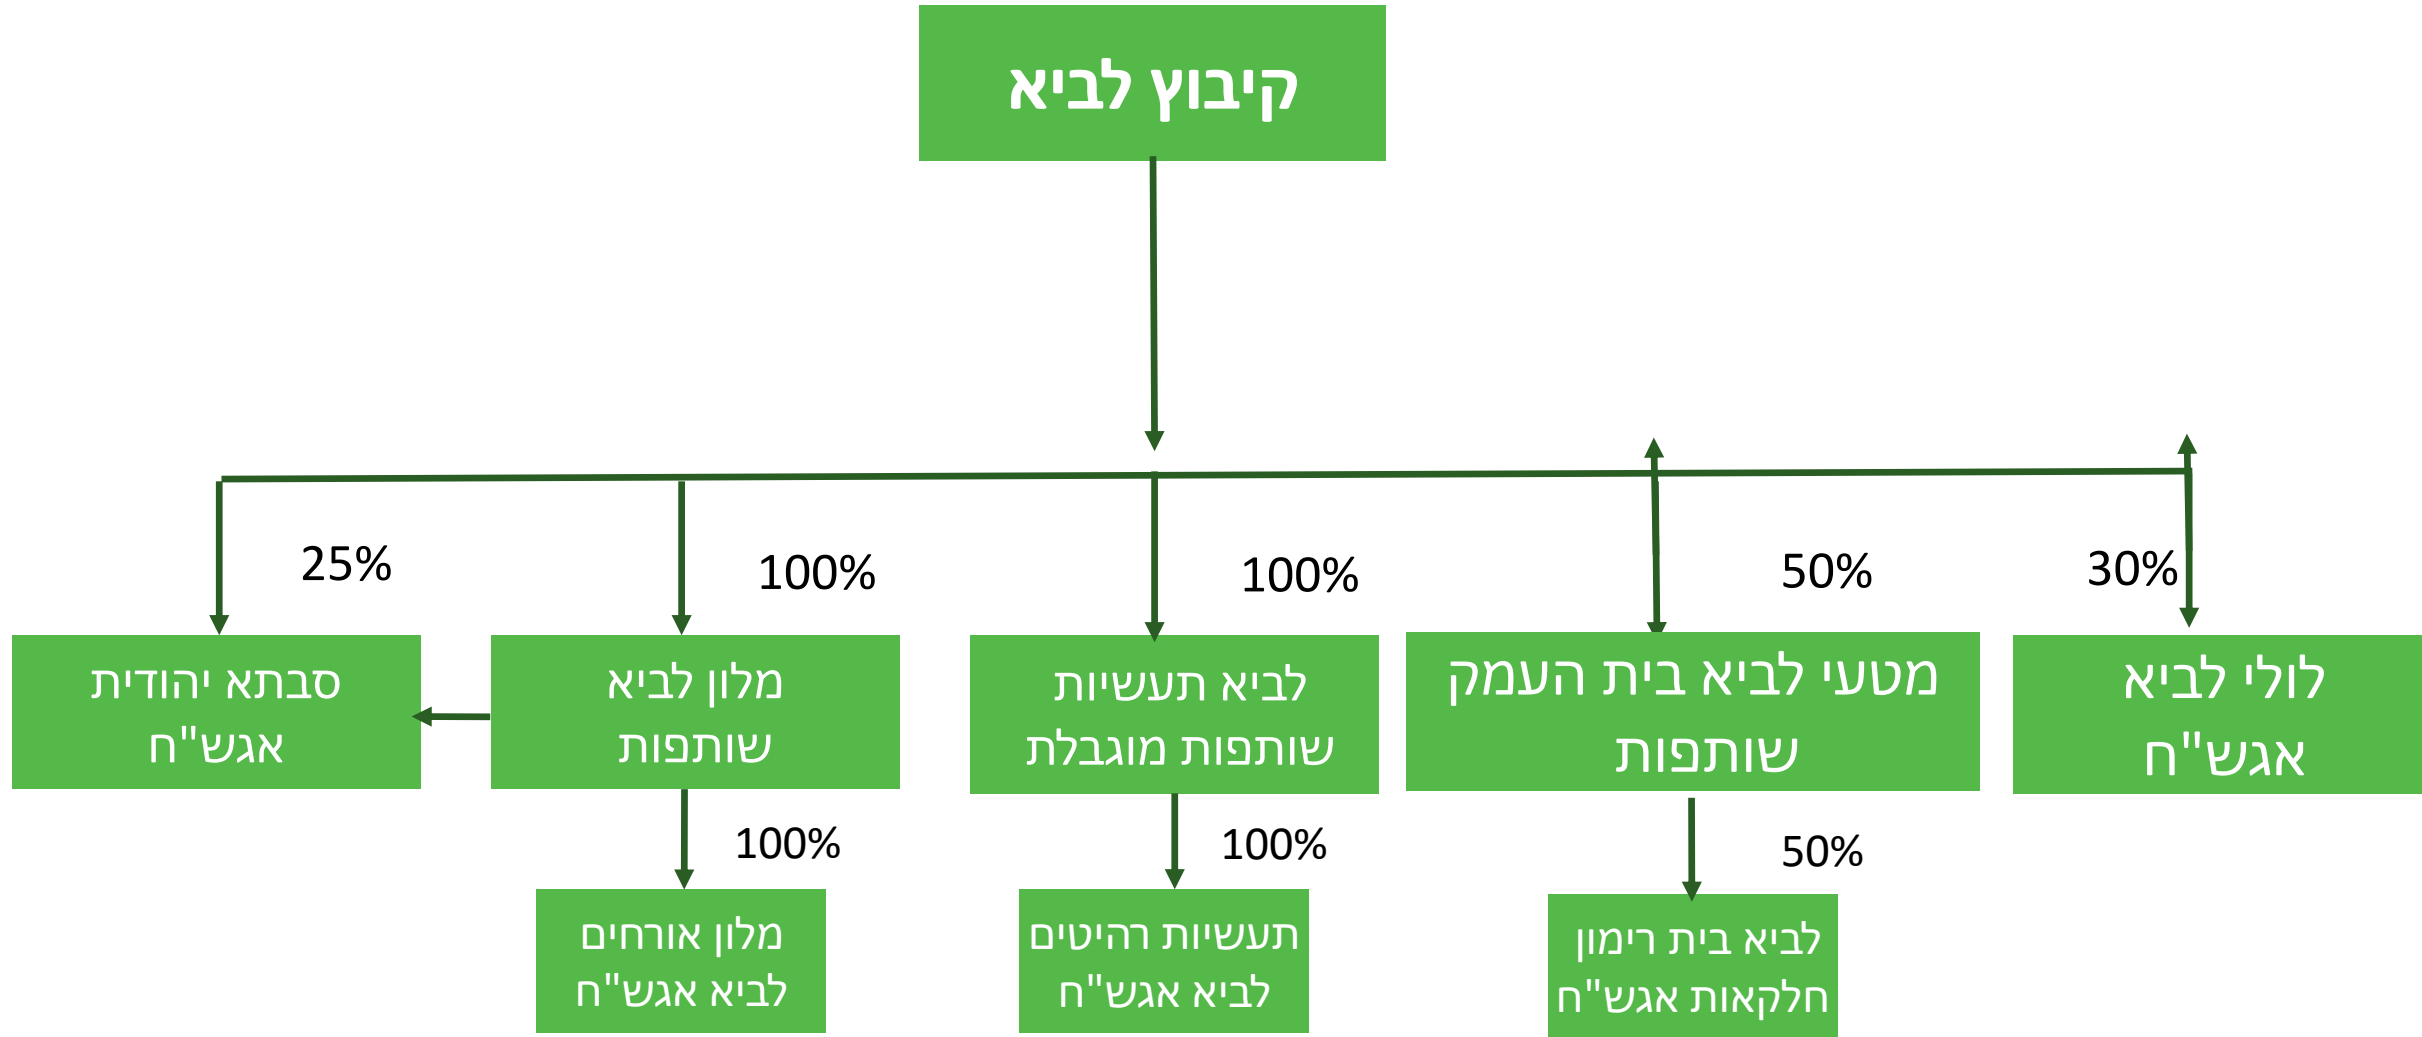 קיבוץ לביא
30%
50%
100%
100%
25%
לולי לביא
אגש"ח
מטעי לביא בית העמק
שותפות
לביא תעשיות
שותפות מוגבלת
מלון לביא
שותפות
סבתא יהודית
אגש"ח
50%
100%
100%
לביא בית רימון
חלקאות אגש"ח
תעשיות רהיטים
לביא אגש"ח
מלון אורחים
לביא אגש"ח